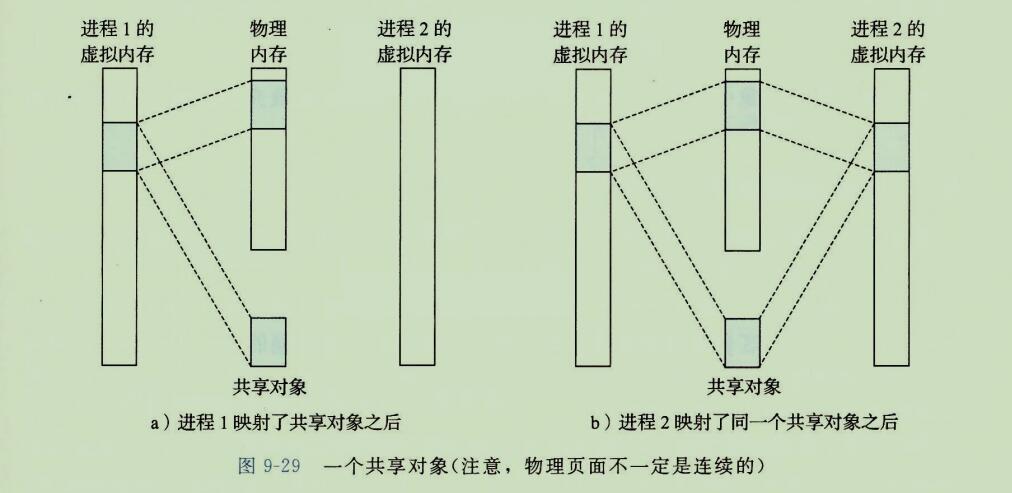 进程 1 的
虚拟内存
物理
内存
进程 2 的
虚拟内存
共享对象
a）进程 1 映射了共享对象之后
进程 1 的
虚拟内存
物理
内存
进程 2 的
虚拟内存
共享对象
b）进程 2 映射了同一个共享对象之后
图 9-29 一个共享对象(注意，物理页面不一定是连续的)